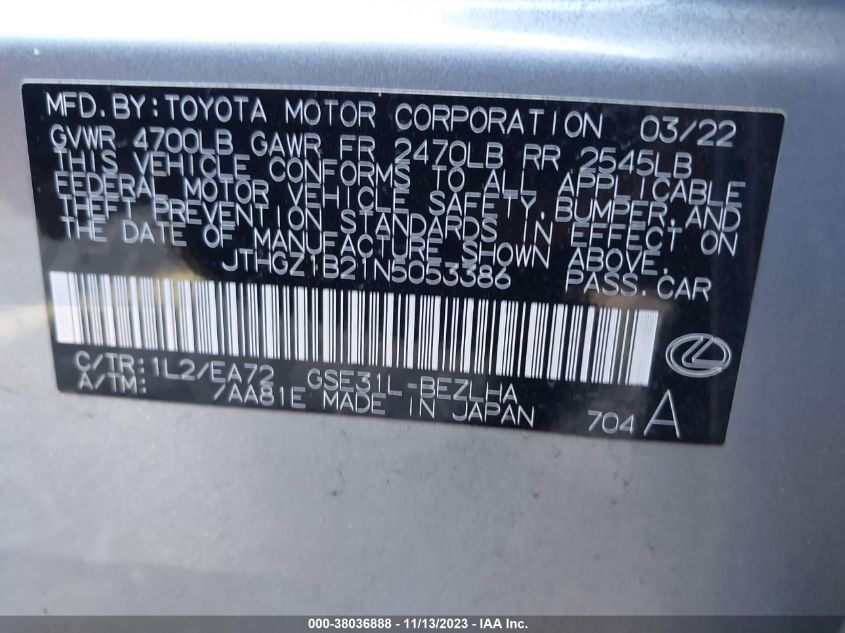 MFD.BY:TOYOTA MOTOR CORPORATION 03/22
GVWR 4700LB GAWR FR 2470LB RR 2545LB
THIS VEHICLE CONFORMS TO ALL APPLICABLE
FEDERAL MOTOR VEHICLE SAFETY,BUMPER,AND
THEFT PREVENTION STANDARDS IN EFFECT ON
THE DATE OF MANUFACTURE SHOWN ABOVE.
JTHGZ1B21N5053386 PASS.CAR
C/TR:1L2/EA72 GSE31L-BEZLHA
A/TM: /AA81E MADE IN JAPAN 704 A
000-38036888 - 11/13/2023 - IAA Inc.